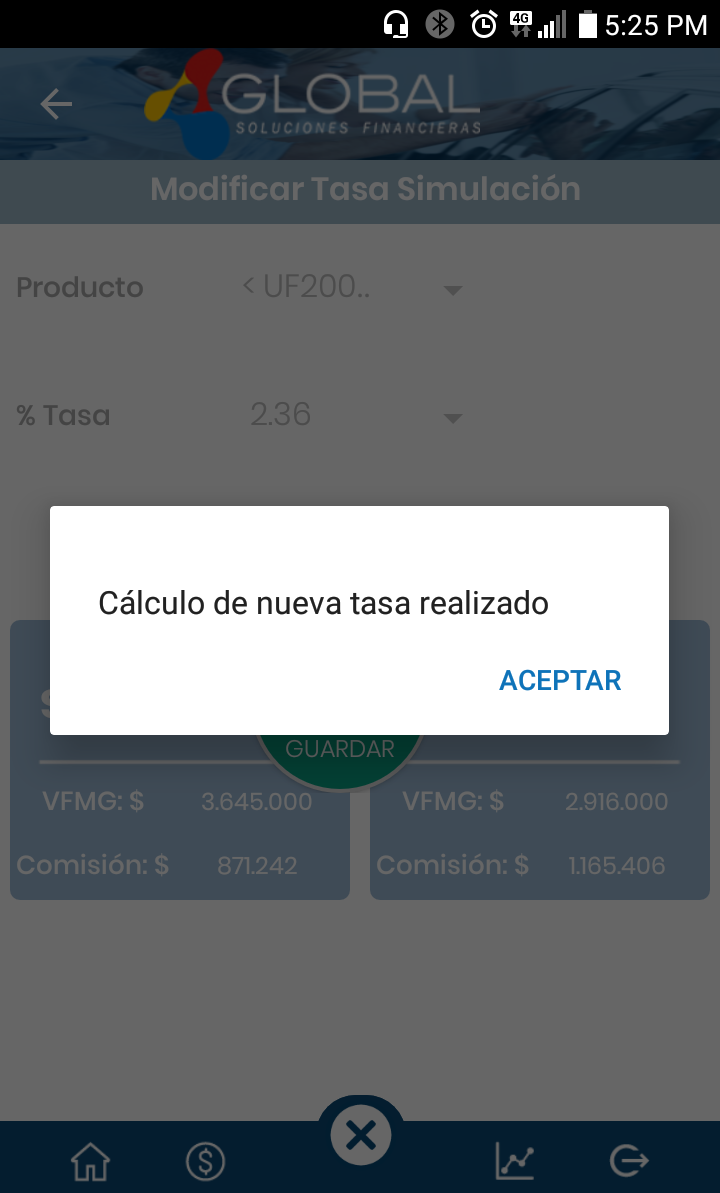 4G 5:25 PM
GLOBAL
SOLUCIONES FINANCIERAS
Modificar Tasa Simulación
Producto < UF200..
% Tasa 2.36
Cálculo de nueva tasa realizado
ACEPTAR
GUARDAR
VFMG: $ 3.645.000 VFMG: $ 2.916.000
Comisión: $ 871.242 Comisión: $ 1.165.406